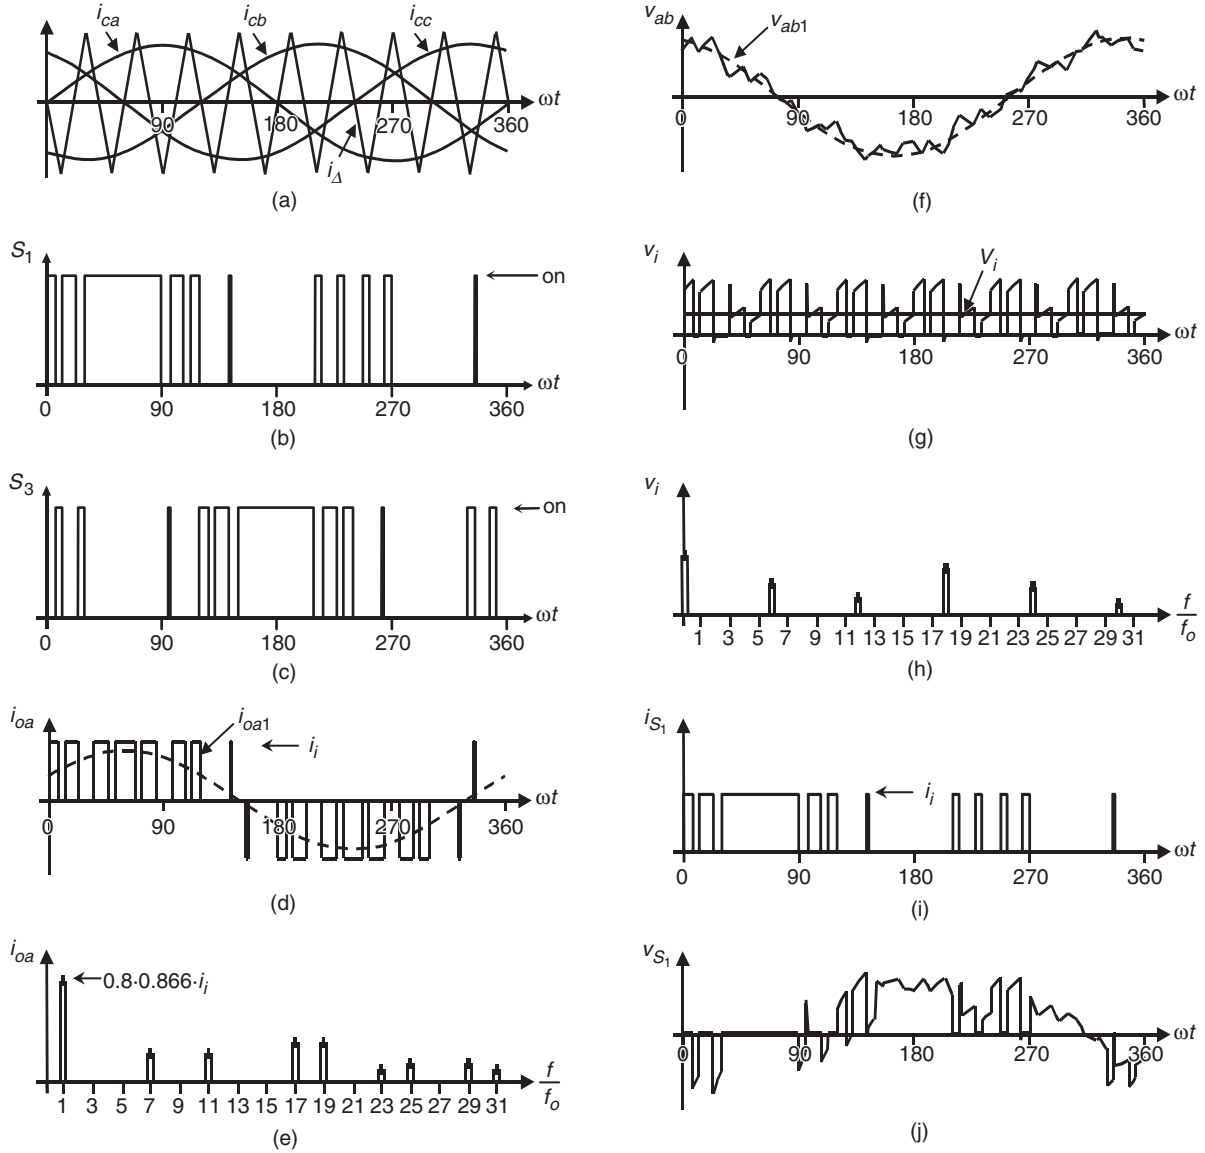 i_ca i_cb i_cc
ωt
90 180 270 360
i_Δ
(a)
S_1
on
ωt
0 90 180 270 360
(b)
S_3
on
ωt
0 90 180 270 360
(c)
i_oa
i_oa1
i_i
ωt
0 90 180 270 360
(d)
i_oa
0.8·0.866·i_i
f/f_o
1 3 5 7 9 11 13 15 17 19 21 23 25 27 29 31
(e)
v_ab
v_ab1
ωt
0 90 180 270 360
(f)
v_i
V_i
ωt
0 90 180 270 360
(g)
v_i
f/f_o
1 3 5 7 9 11 13 15 17 19 21 23 25 27 29 31
(h)
i_S1
i_i
ωt
0 90 180 270 360
(i)
v_S1
ωt
0 90 180 270 360
(j)